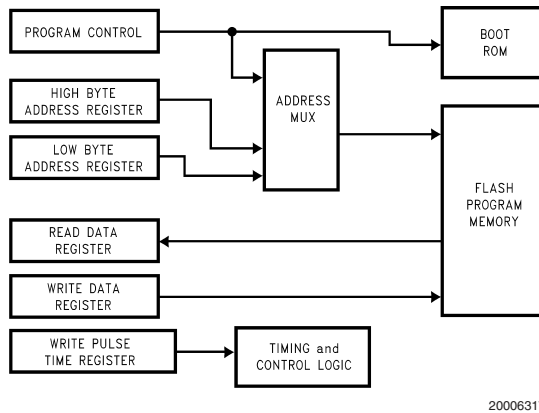 PROGRAM CONTROL
BOOT
ROM
HIGH BYTE
ADDRESS REGISTER
ADDRESS
MUX
LOW BYTE
ADDRESS REGISTER
FLASH
PROGRAM
MEMORY
READ DATA
REGISTER
WRITE DATA
REGISTER
WRITE PULSE
TIME REGISTER
TIMING and
CONTROL LOGIC
2000631